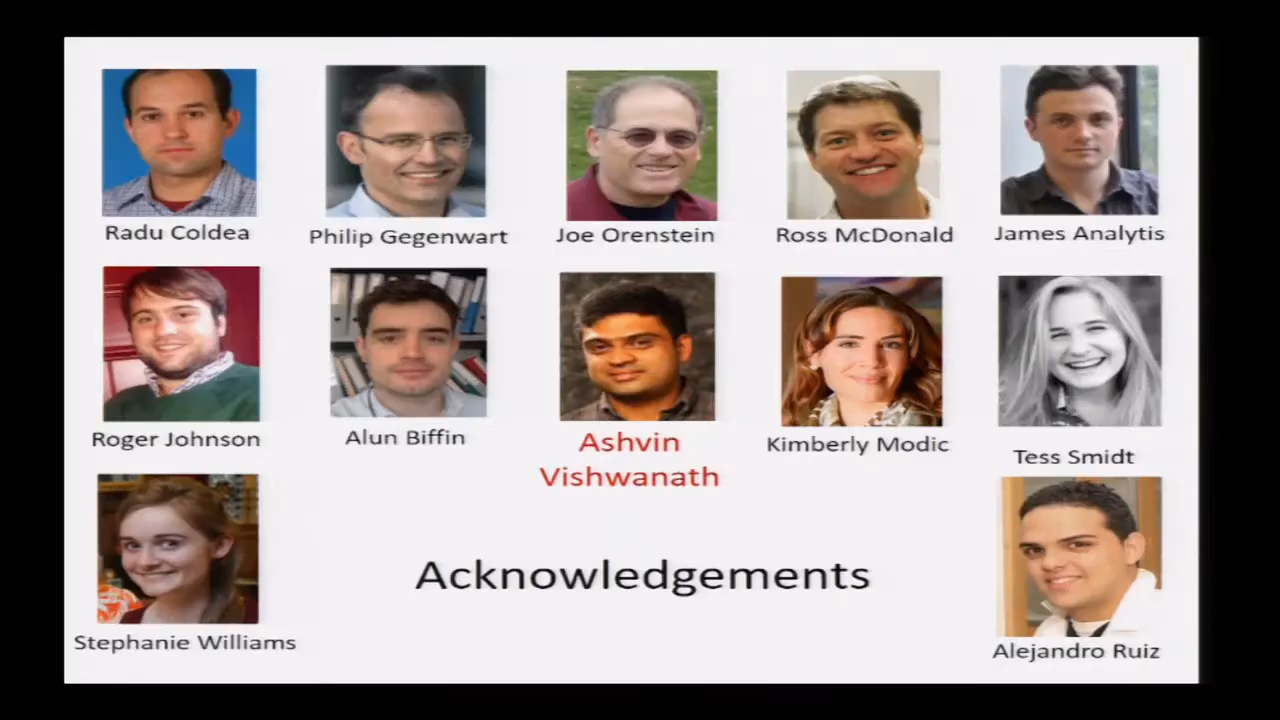 Radu Coldea
Philip Gegenwart
Joe Orenstein
Ross McDonald
James Analytis
Roger Johnson
Alun Biffin
Ashvin
Vishwanath
Kimberly Modic
Tess Smidt
Stephanie Williams
Acknowledgements
Alejandro Ruiz